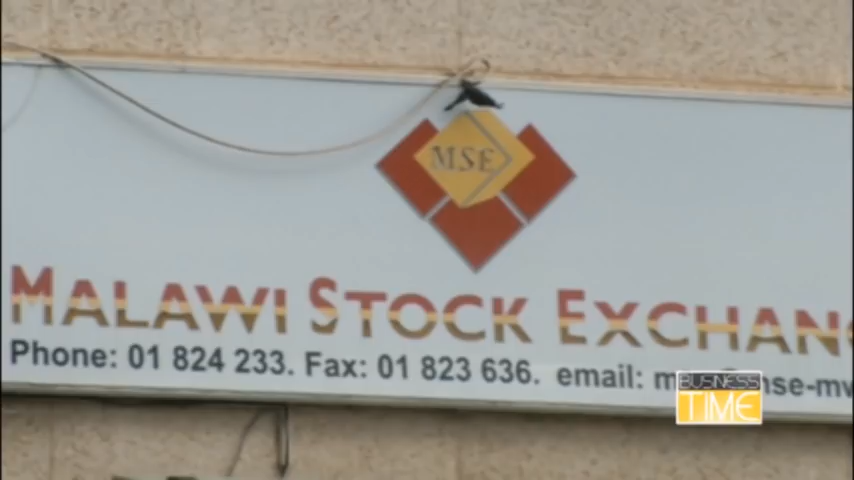 MSE
MALAWI STOCK EXCHAN
Phone: 01 824 233. Fax: 01 823 636. email:
BUSINESS
TIME